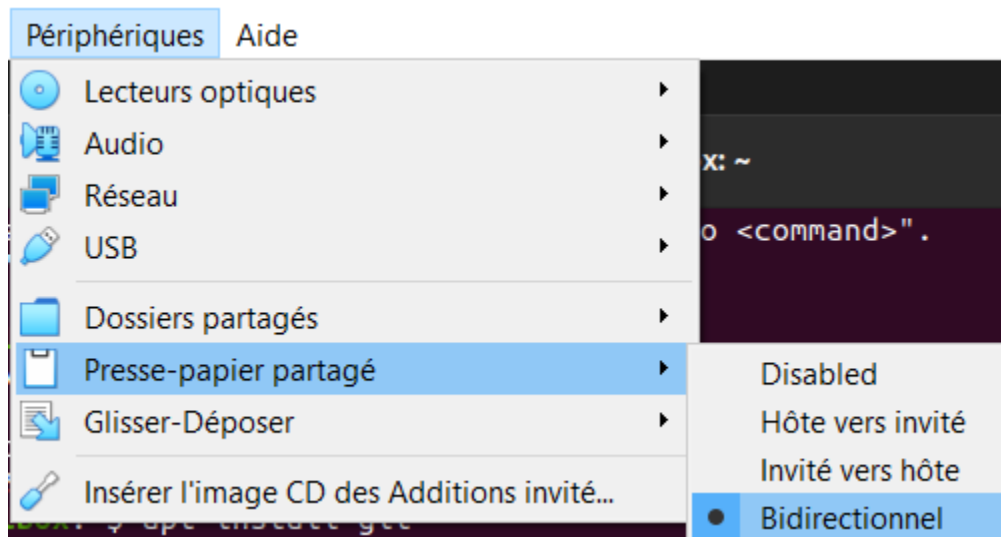 Périphériques Aide
Lecteurs optiques
Audio
Réseau
x: ~
USB
o <command>".
Dossiers partagés
Presse-papier partagé
Disabled
Glisser-Déposer
Hôte vers invité
Invité vers hôte
Insérer l'image CD des Additions invité...
Bidirectionnel